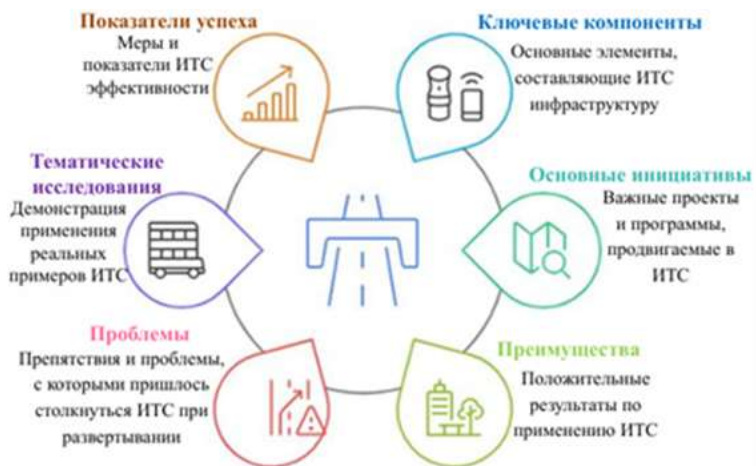 Показатели успеха
Меры и
показатели ИТС
эффективности
Ключевые компоненты
Основные элементы,
составляющие ИТС
инфраструктуру
Тематические
исследования
Демонстрация
применения
реальных
примеров ИТС
Основные инициативы
Важные проекты
и программы,
продвигаемые в
ИТС
Проблемы
Препятствия и проблемы,
с которыми пришлось
столкнуться ИТС при
развертывании
Преимущества
Положительные
результаты по
применению ИТС